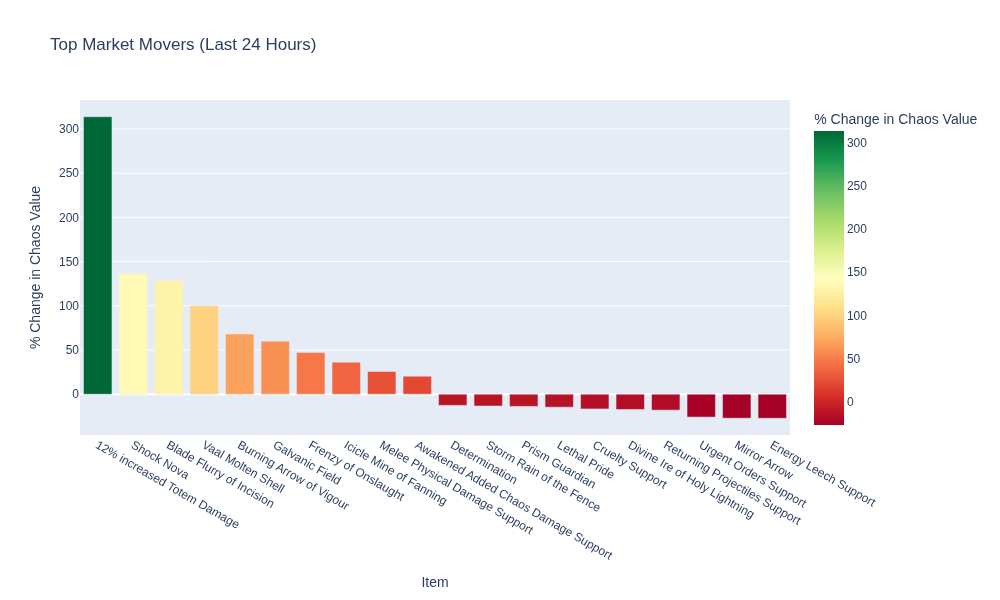 Top Market Movers (Last 24 Hours)
% Change in Chaos Value
300
250
200
150
100
50
0
12% increased Totem Damage
Shock Nova
Blade Flurry of Incision
Vaal Molten Shell
Burning Arrow of Vigour
Galvanic Field
Frenzy of Onslaught
Icicle Mine of Fanning
Melee Physical Damage Support
Awakened Added Chaos Damage Support
Determination
Storm Rain of the Fence
Prism Guardian
Lethal Pride
Cruelty Support
Divine Ire of Holy Lightning
Returning Projectiles Support
Urgent Orders Support
Mirror Arrow
Energy Leech Support
Item
% Change in Chaos Value
300
250
200
150
100
50
0